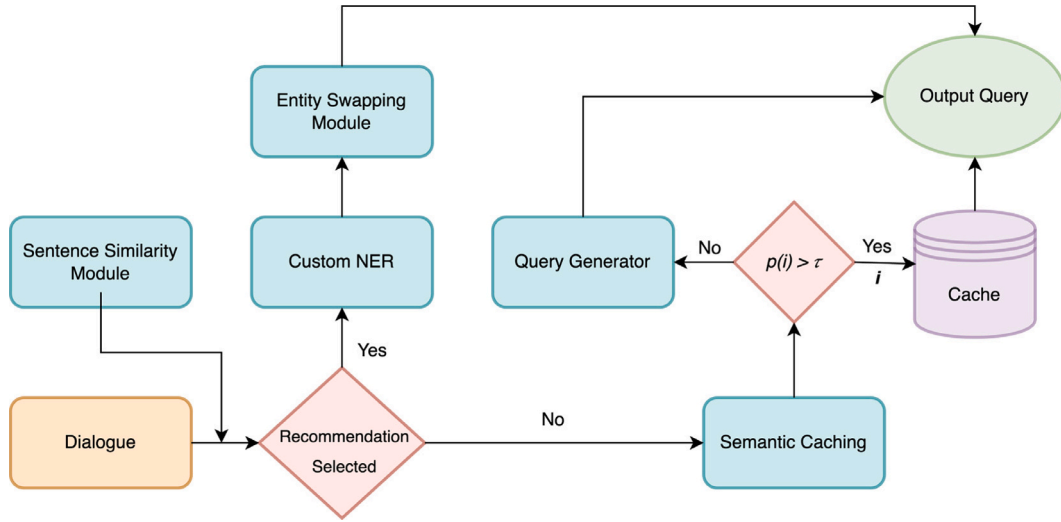 Entity Swapping
Module
Output Query
Sentence Similarity
Module
Custom NER
Query Generator
No
p(i) > τ
Yes
i
Cache
Yes
Dialogue
Recommendation
Selected
No
Semantic Caching